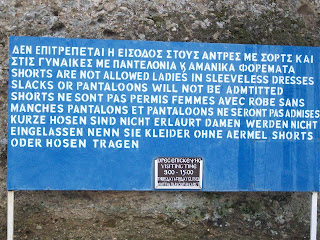 ΔΕΝ ΕΠΙΤΡΕΠΕΤΑΙ Η ΕΙΣΟΔΟΣ ΣΤΟΥΣ ΑΝΤΡΕΣ ΜΕ ΣΟΡΤΣ ΚΑΙ
ΣΤΙΣ ΓΥΝΑΙΚΕΣ ΜΕ ΠΑΝΤΕΛΟΝΙΑ ϗ ΑΜΑΝΙΚΑ ΦΟΡΕΜΑΤΑ
SHORTS ARE NOT ALLOWED LADIES IN SLEEVELESS DRESSES
SLACKS OR PANTALOONS WILL NOT BE ADMTITTED
SHORTS NE SONT PAS PERMIS FEMMES AVEC ROBE SANS
MANCHES PANTALONS ET PANTALOONS NE SERONT PAS ADMISES
KURZE HOSEN SIND NICHT ERLAURT DAMEN WERDEN NICHT
EINGELASSEN NENN SIE KLEIDER OHNE AERMEL SHORTS
ODER HOSEN TRAGEN
VISITING TIME
9:00 - 15:00